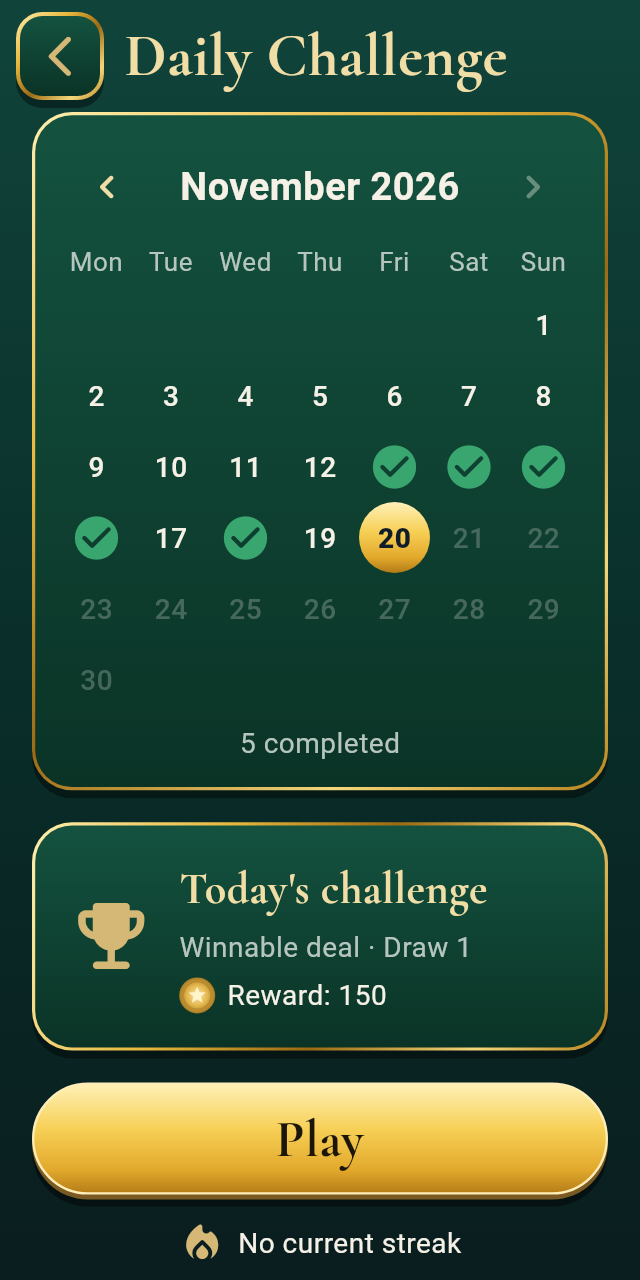 Daily Challenge
November 2026
Mon Tue Wed Thu Fri Sat Sun
1
2 3 4 5 6 7 8
9 10 11 12
17 19 20 21 22
23 24 25 26 27 28 29
30
5 completed
Today's challenge
Winnable deal · Draw 1
Reward: 150
Play
No current streak